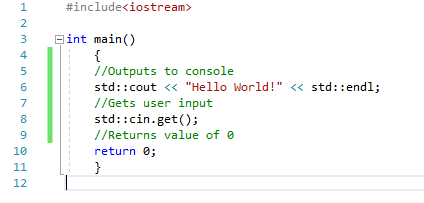 1 #include<iostream>
2
3 int main()
4 {
5 //Outputs to console
6 std::cout << "Hello World!" << std::endl;
7 //Gets user input
8 std::cin.get();
9 //Returns value of 0
10 return 0;
11 }
12